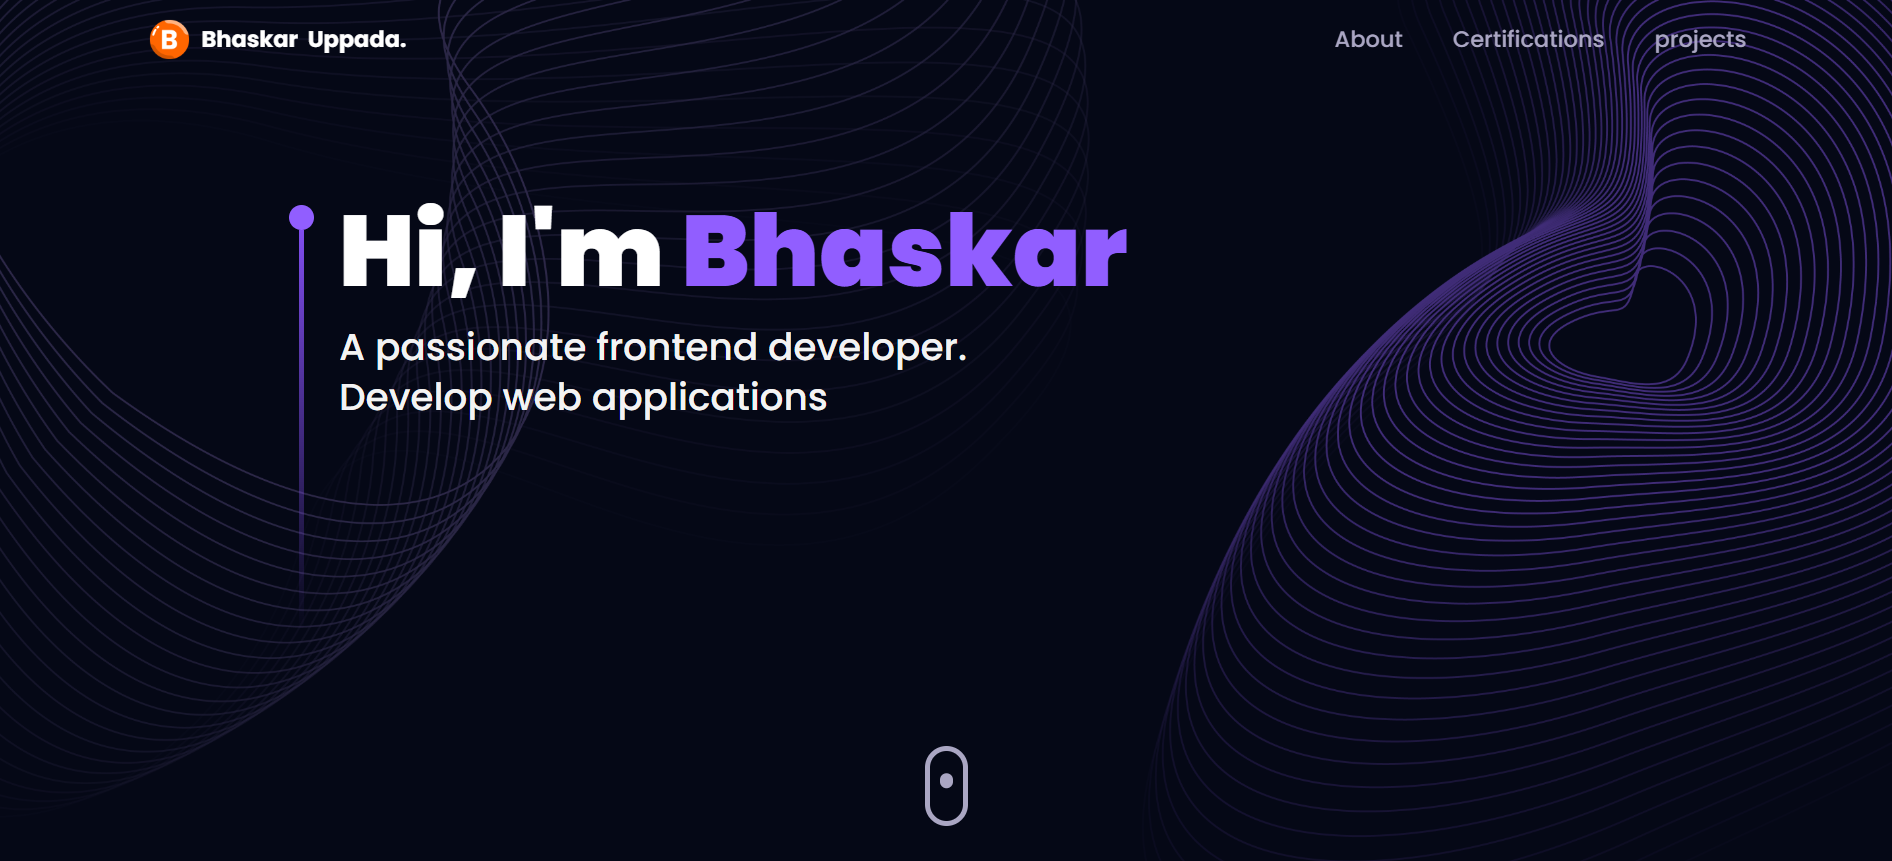 B Bhaskar Uppada.
About Certifications projects
Hi, I'm Bhaskar
A passionate frontend developer.
Develop web applications